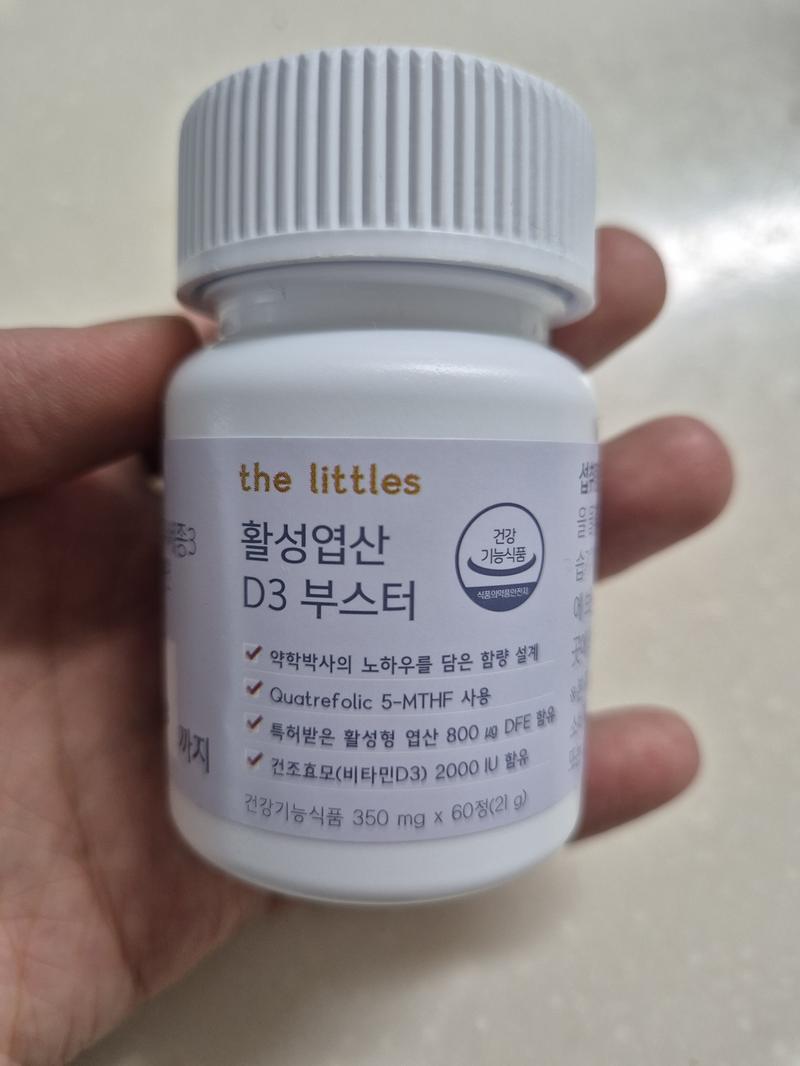 the littles
활성엽산
D3 부스터
건강
기능식품
식품의약품안전처
약학박사의 노하우를 담은 함량 설계
Quatrefolic 5-MTHF 사용
특허받은 활성형 엽산 800 ㎍ DFE 함유
건조효모(비타민D3) 2000 IU 함유
건강기능식품 350 mg x 60정(21 g)
까지